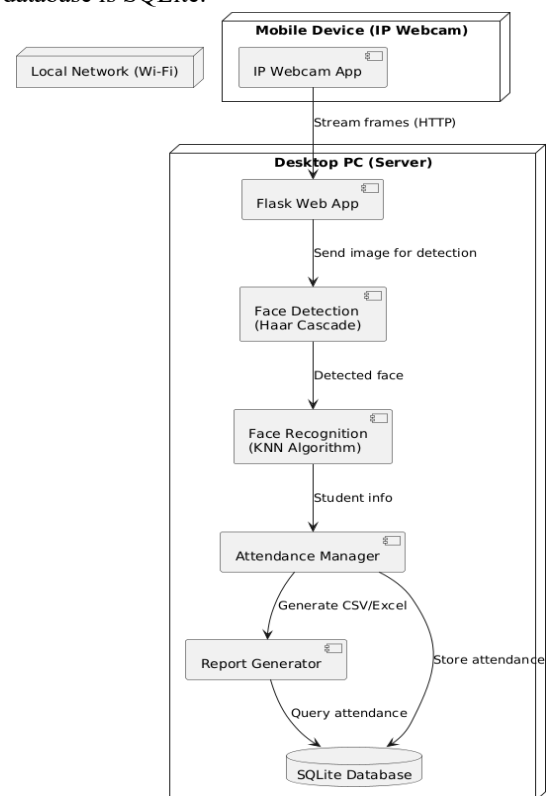 database is SQLite.
Mobile Device (IP Webcam)
Local Network (Wi-Fi)
IP Webcam App
Stream frames (HTTP)
Desktop PC (Server)
Flask Web App
Send image for detection
Face Detection
(Haar Cascade)
Detected face
Face Recognition
(KNN Algorithm)
Student info
Attendance Manager
Generate CSV/Excel
Report Generator
Store attendance
Query attendance
SQLite Database